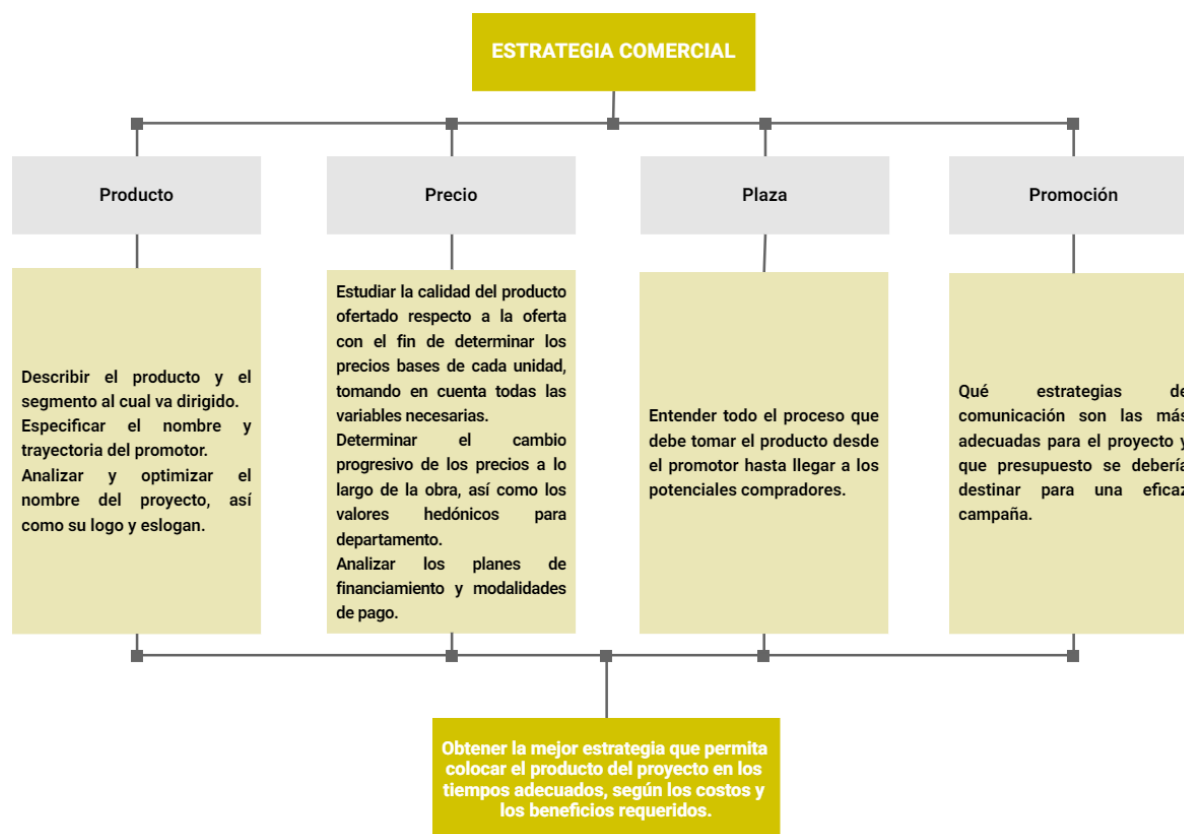 ESTRATEGIA COMERCIAL
Producto
Precio
Plaza
Promoción
Describir el producto y el
segmento al cual va dirigido.
Especificar el nombre y
trayectoria del promotor.
Analizar y optimizar el
nombre del proyecto, así
como su logo y eslogan.
Estudiar la calidad del producto
ofertado respecto a la oferta
con el fin de determinar los
precios bases de cada unidad,
tomando en cuenta todas las
variables necesarias.
Determinar el cambio
progresivo de los precios a lo
largo de la obra, así como los
valores hedónicos para
departamento.
Analizar los planes de
financiamiento y modalidades
de pago.
Entender todo el proceso que
debe tomar el producto desde
el promotor hasta llegar a los
potenciales compradores.
Qué estrategias de
comunicación son las más
adecuadas para el proyecto y
que presupuesto se debería
destinar para una eficaz
campaña.
Obtener la mejor estrategia que permita
colocar el producto del proyecto en los
tiempos adecuados, según los costos y
los beneficios requeridos.